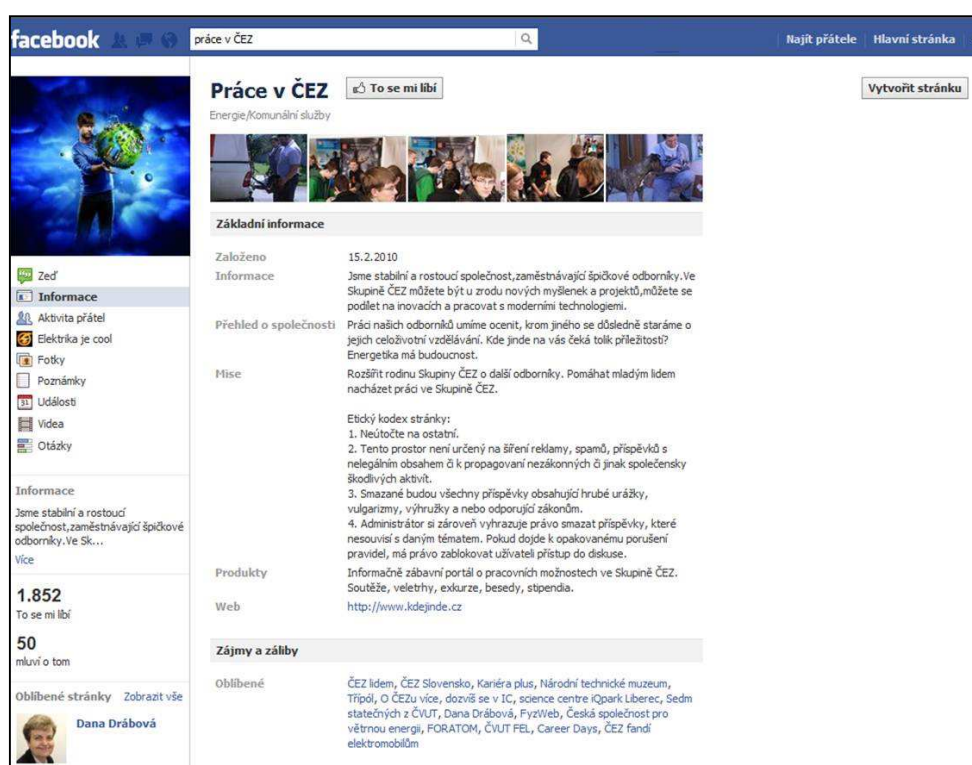 facebook
práce v ČEZ
Najít přátele
Hlavní stránka
Práce v ČEZ
To se mi líbí
Vytvořit stránku
Energie/Komunální služby
Zeď
Informace
Aktivita přátel
Elektrika je cool
Fotky
Poznámky
31
Události
Videa
Otázky
Informace
Jsme stabilní a rostoucí
společnost,zaměstnávající špičkové
odborníky.Ve Sk...
Více
1.852
To se mi líbí
50
mluví o tom
Oblíbené stránky Zobrazit vše
Dana Drábová
Základní informace
Založeno 15.2.2010
Informace Jsme stabilní a rostoucí společnost,zaměstnávající špičkové odborníky.Ve
Skupině ČEZ můžete být u zrodu nových myšlenek a projektů,můžete se
podílet na inovacích a pracovat s moderními technologiemi.
Přehled o společnosti Práci našich odborníků umíme ocenit, krom jiného se důsledně staráme o
jejich celoživotní vzdělávání. Kde jinde na vás čeká tolik příležitostí?
Energetika má budoucnost.
Mise Rozšířit rodinu Skupiny ČEZ o další odborníky. Pomáhat mladým lidem
nacházet práci ve Skupině ČEZ.
Etický kodex stránky:
1. Neútočte na ostatní.
2. Tento prostor není určený na šíření reklamy, spamů, příspěvků s
nelegálním obsahem či k propagovaní nezákonných či jinak společensky
škodlivých aktivit.
3. Smazané budou všechny příspěvky obsahující hrubé urážky,
vulgarizmy, výhružky a nebo odporující zákonům.
4. Administrátor si zároveň vyhrazuje právo smazat příspěvky, které
nesouvisí s daným tématem. Pokud dojde k opakovanému porušení
pravidel, má právo zablokovat užívateli přístup do diskuse.
Produkty Informačně zábavní portál o pracovních možnostech ve Skupině ČEZ.
Soutěže, veletrhy, exkurze, besedy, stipendia.
Web http://www.kdejinde.cz
Zájmy a záliby
Oblíbené ČEZ lidem, ČEZ Slovensko, Kariéra plus, Národní technické muzeum,
Třípól, O ČEZu více, dozvíš se v IC, science centre iQpark Liberec, Sedm
statečných z ČVUT, Dana Drábová, FyzWeb, Česká společnost pro
větrnou energii, FORATOM, ČVUT FEL, Career Days, ČEZ fandí
elektromobilům